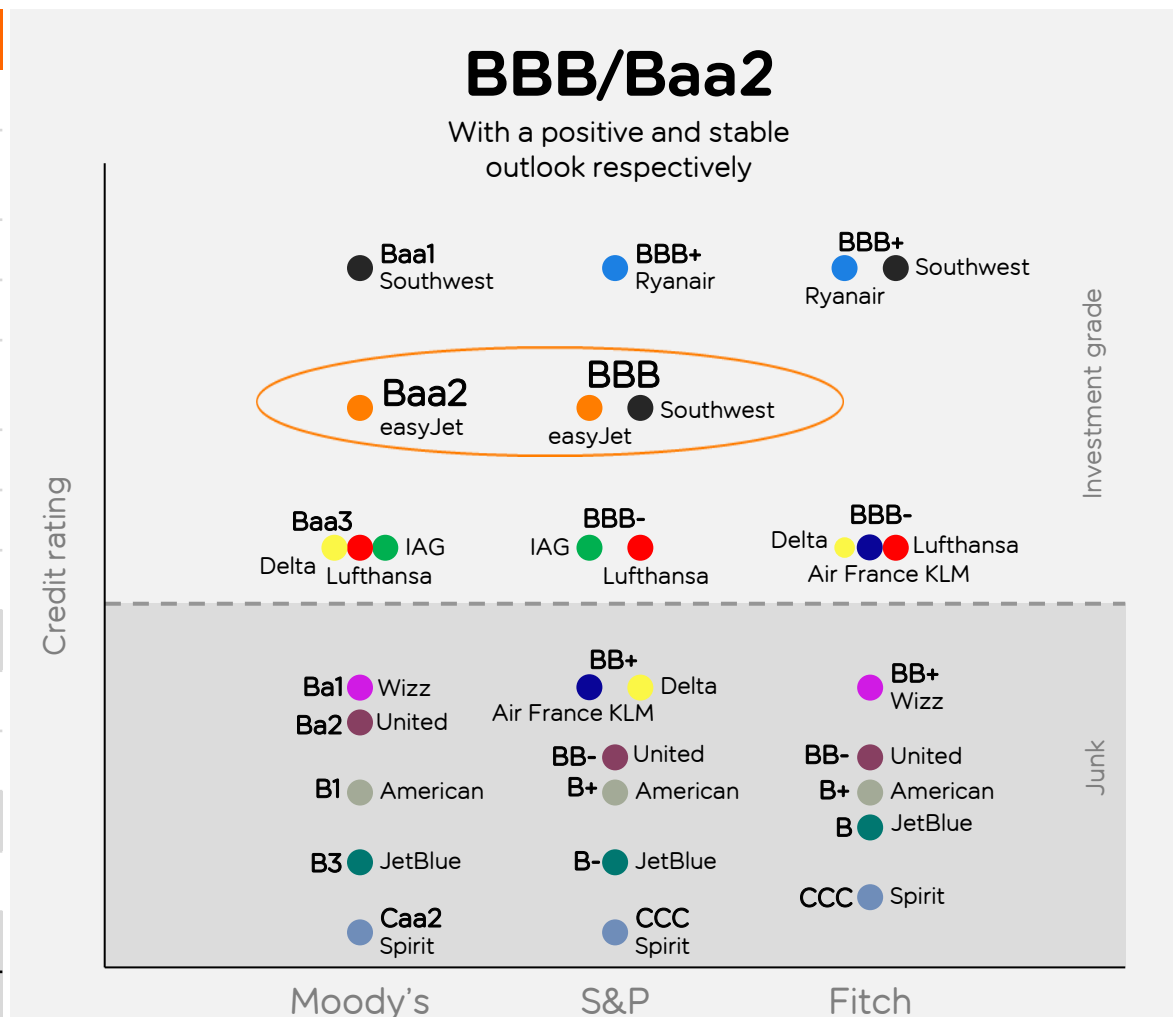 BBB/Baa2
With a positive and stable
outlook respectively
Baa1
Southwest
BBB+
Ryanair
BBB+
Southwest
Ryanair
Investment grade
Baa2
easyJet
BBB
Southwest
easyJet
Credit rating
Baa3
IAG
Delta
Lufthansa
BBB-
IAG
Lufthansa
BBB-
Delta
Lufthansa
Air France KLM
Ba1 Wizz
Ba2 United
BB+
Delta
Air France KLM
BB+
Wizz
BB- United
BB- United
Junk
B1 American
B+ American
B+ American
B JetBlue
B3 JetBlue
B- JetBlue
CCC Spirit
Caa2
Spirit
CCC
Spirit
Moody's S&P Fitch